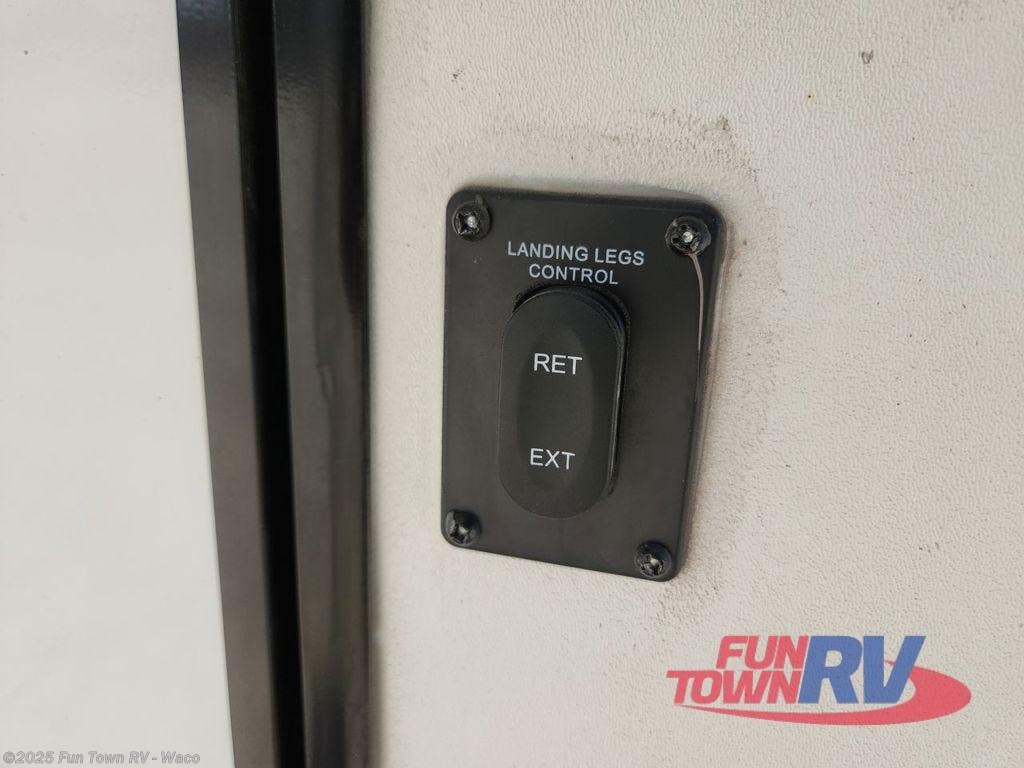 LANDING LEGS
CONTROL
RET
EXT
FUN
TOWN RV
©2025 Fun Town RV - Waco